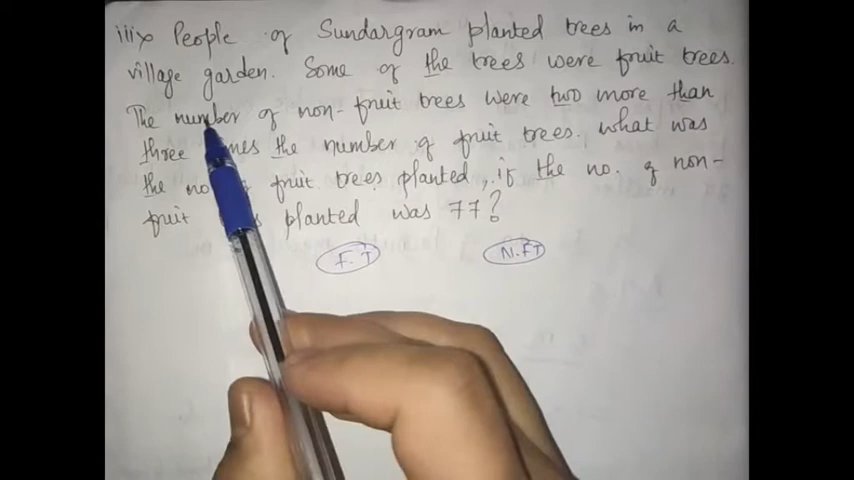 iii) People of Sundargram planted trees in a
village garden. Some of the trees were fruit trees.
The number of non-fruit trees were two more than
three the number of fruit trees. What was
the no fruit trees planted, if the no. of non-
fruit planted was 77?
F.T N.FT